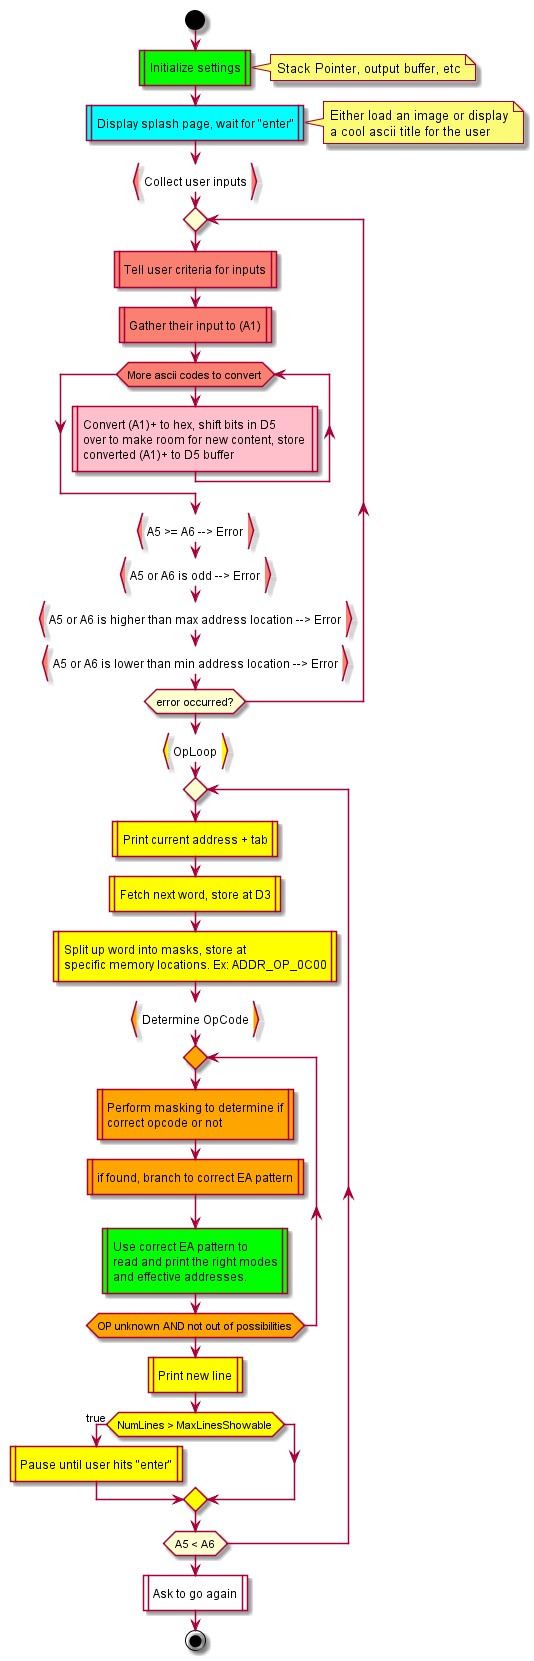 Initialize settings
Stack Pointer, output buffer, etc
Display splash page, wait for "enter"
Either load an image or display
a cool ascii title for the user
Collect user inputs
Tell user criteria for inputs
Gather their input to (A1)
More ascii codes to convert
Convert (A1)+ to hex, shift bits in D5
over to make room for new content, store
converted (A1)+ to D5 buffer
A5 >= A6 --> Error
A5 or A6 is odd --> Error
A5 or A6 is higher than max address location --> Error
A5 or A6 is lower than min address location --> Error
error occurred?
OpLoop
Print current address + tab
Fetch next word, store at D3
Split up word into masks, store at
specific memory locations. Ex: ADDR_OP_0C00
Determine OpCode
Perform masking to determine if
correct opcode or not
if found, branch to correct EA pattern
Use correct EA pattern to
read and print the right modes
and effective addresses.
OP unknown AND not out of possibilities
Print new line
true
NumLines > MaxLinesShowable
Pause until user hits "enter"
A5 < A6
Ask to go again